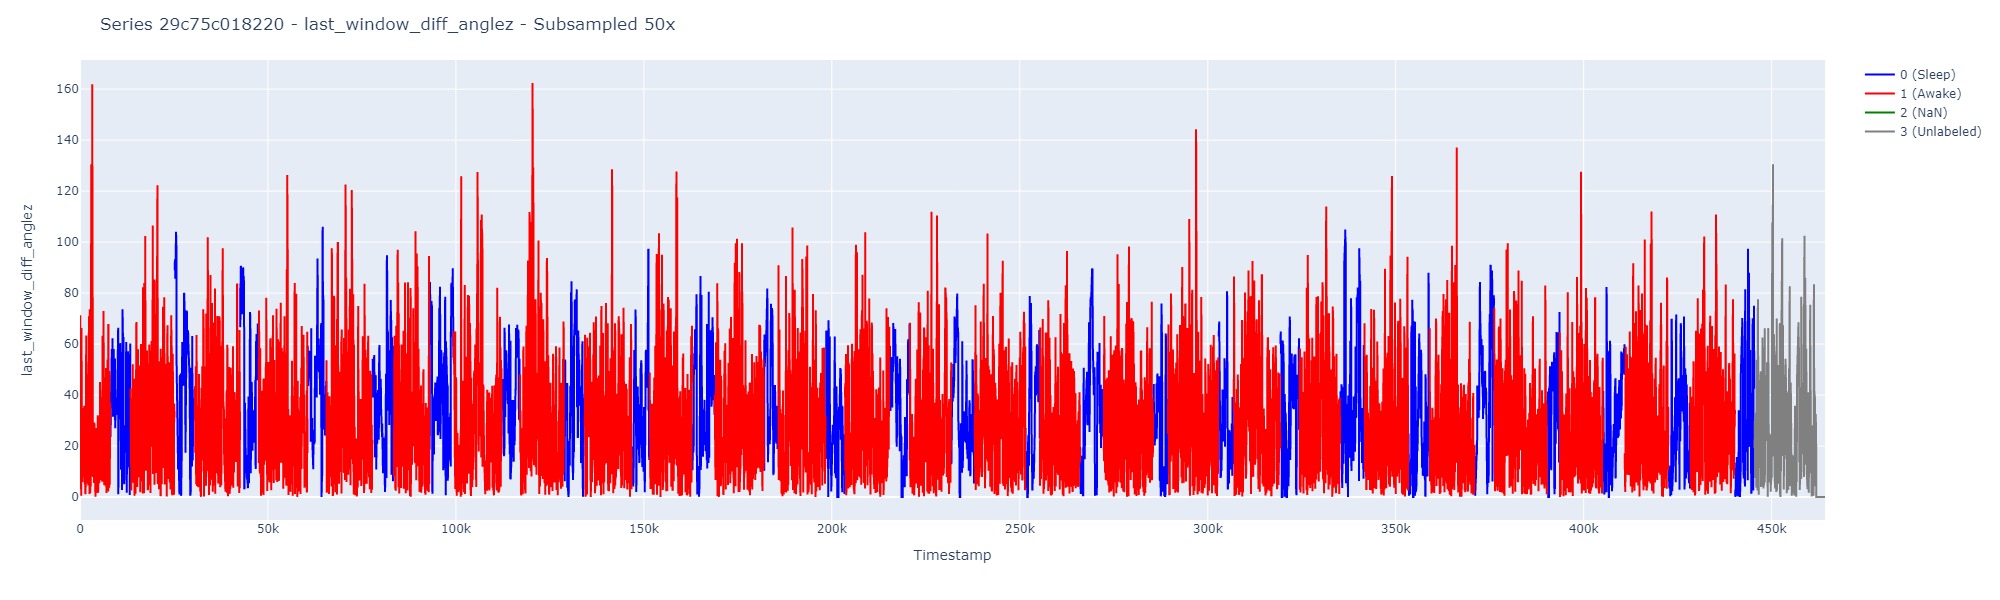 Series 29c75c018220 - last_window_diff_anglez - Subsampled 50x
0 (Sleep)
1 (Awake)
2 (NaN)
3 (Unlabeled)
last_window_diff_anglez
160
140
120
100
80
60
40
20
0
0 50k 100k 150k 200k 250k 300k 350k 400k 450k
Timestamp